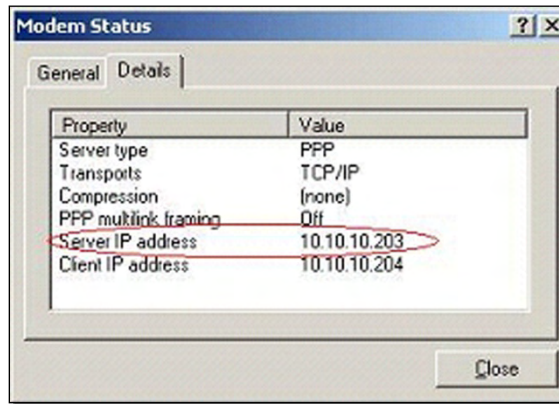 Modem Status
General Details
Property Value
Server type PPP
Transports TCP/IP
Compression (none)
PPP multilink framing Off
Server IP address 10.10.10.203
Client IP address 10.10.10.204
Close